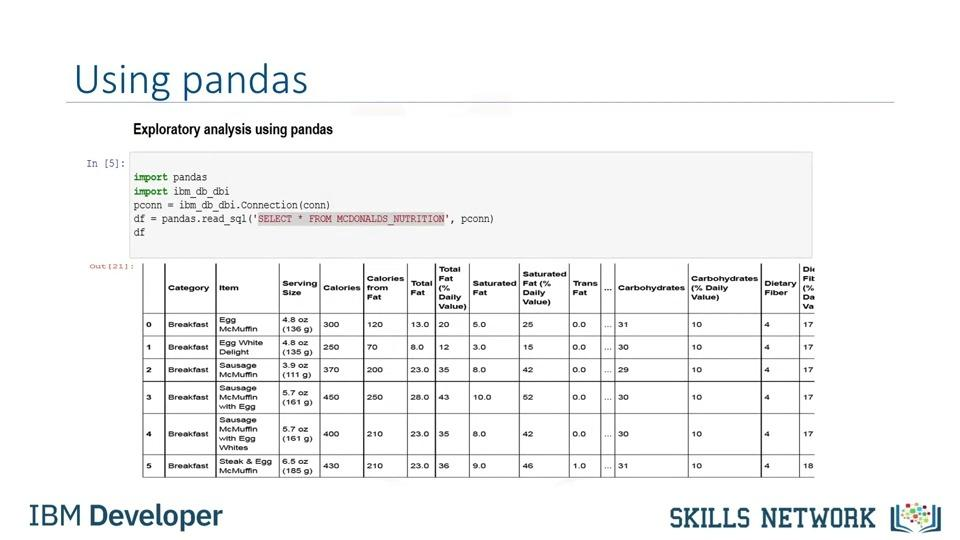 Using pandas
Exploratory analysis using pandas
In [5]:
import pandas
import ibm_db_dbi
pconn = ibm_db_dbi.Connection(conn)
df = pandas.read_sql('SELECT * FROM MCDONALDS_NUTRITION', pconn)
df
Out[21]:
Category Item Serving Size Calories Calories from Fat Total Fat Total Fat (% Daily Value) Saturated Fat Saturated Fat (% Daily Value) Trans Fat ... Carbohydrates Carbohydrates (% Daily Value) Dietary Fiber
0 Breakfast Egg McMuffin 4.8 oz (136 g) 300 120 13.0 20 5.0 25 0.0 ... 31 10 4 17
1 Breakfast Egg White Delight 4.8 oz (135 g) 250 70 8.0 12 3.0 15 0.0 ... 30 10 4 17
2 Breakfast Sausage McMuffin 3.9 oz (111 g) 370 200 23.0 35 8.0 42 0.0 ... 29 10 4 17
3 Breakfast Sausage McMuffin with Egg 5.7 oz (161 g) 450 250 28.0 43 10.0 52 0.0 ... 30 10 4 17
4 Breakfast Sausage McMuffin with Egg Whites 5.7 oz (161 g) 400 210 23.0 35 8.0 42 0.0 ... 30 10 4 17
5 Breakfast Steak & Egg McMuffin 6.5 oz (185 g) 430 210 23.0 36 9.0 46 1.0 ... 31 10 4 18
IBM Developer
SKILLS NETWORK